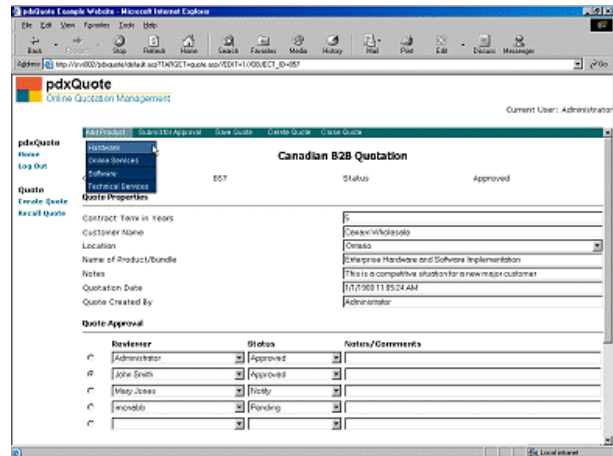 pdxQuote Example Website - Microsoft Internet Explorer
File Edit View Favorites Tools Help
Back Stop Refresh Home Search Favorites Media History Mail Print Edit Discuss Messenger
Address
pdxQuote
Online Quotation Management
Current User: Administrator
Add Product Submit for Approval Save Quote Delete Quote Close Quote
pdxQuote
Home
Log Out
Quote
Create Quote
Recall Quote
Hardware
Online Services
Software
Technical Services
Canadian B2B Quotation
857 Status Approved
Quote Properties
Contract Term in Years 5
Customer Name
Location Ontario
Name of Product/Bundle Enterprise Hardware and Software Implementation
Notes This is a competitive situation for a new major customer
Quotation Date
Quote Created By Administrator
Quote Approval
Reviewer Status Notes/Comments
Administrator Approved
John Smith Approved
Mary Jones Notify
mcnabb Pending
Local intranet